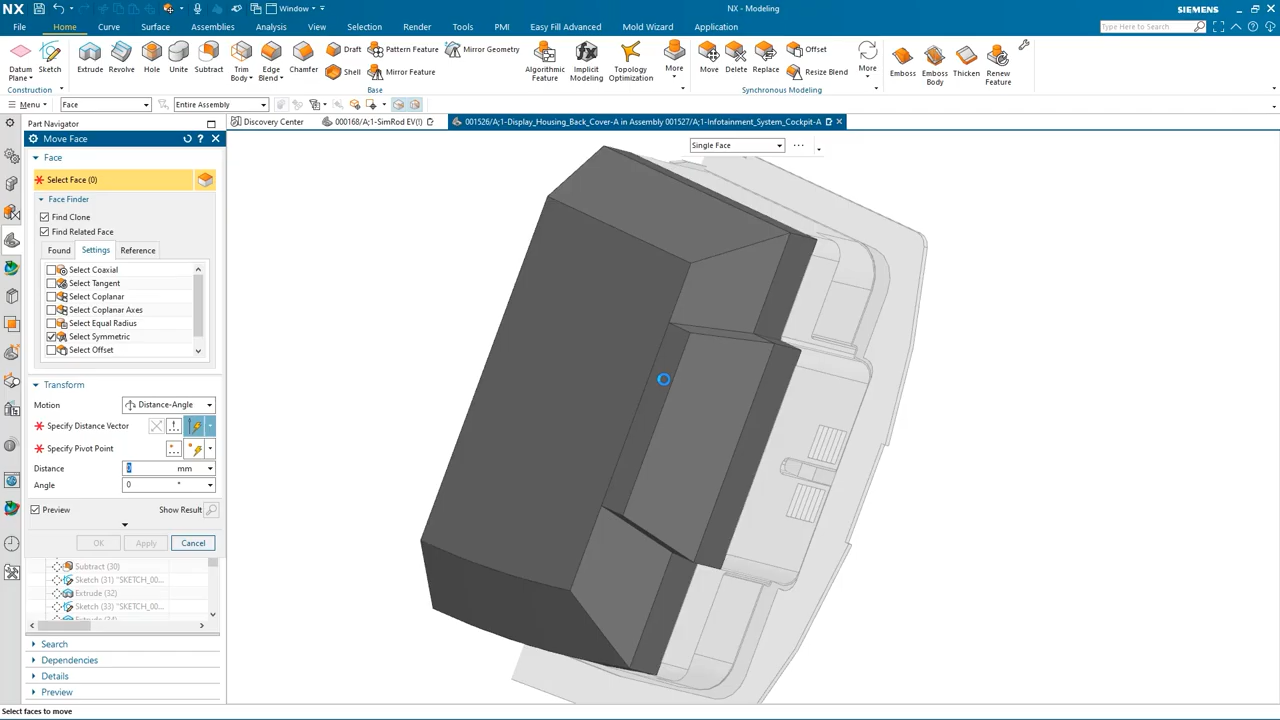 NX
Window
NX - Modeling
SIEMENS
File
Home
Curve
Surface
Assemblies
Analysis
View
Selection
Render
Tools
PMI
Easy Fill Advanced
Mold Wizard
Application
Type Here to Search
Datum Plane
Sketch
Extrude
Revolve
Hole
Unite
Subtract
Trim Body
Edge Blend
Chamfer
Draft
Shell
Pattern Feature
Mirror Feature
Mirror Geometry
Algorithmic Feature
Implicit Modeling
Topology Optimization
More
Move
Delete
Replace
Offset
Resize Blend
More
Emboss
Emboss Body
Thicken
Renew Feature
Construction
Base
Synchronous Modeling
Menu
Face
Entire Assembly
Part Navigator
Discovery Center
000168/A;1-SimRod EV(!)
001526/A;1-Display_Housing_Back_Cover-A in Assembly 001527/A;1-Infotainment_System_Cockpit-A
Move Face
Single Face
Face
Select Face (0)
Face Finder
Find Clone
Find Related Face
Found
Settings
Reference
Select Coaxial
Select Tangent
Select Coplanar
Select Coplanar Axes
Select Equal Radius
Select Symmetric
Select Offset
Transform
Motion
Distance-Angle
Specify Distance Vector
Specify Pivot Point
Distance
0 mm
Angle
0 °
Preview
Show Result
OK
Apply
Cancel
Subtract (30)
Sketch (31) "SKETCH_00...
Extrude (32)
Sketch (33) "SKETCH_00...
Extrude (34)
Search
Dependencies
Details
Preview
Select faces to move